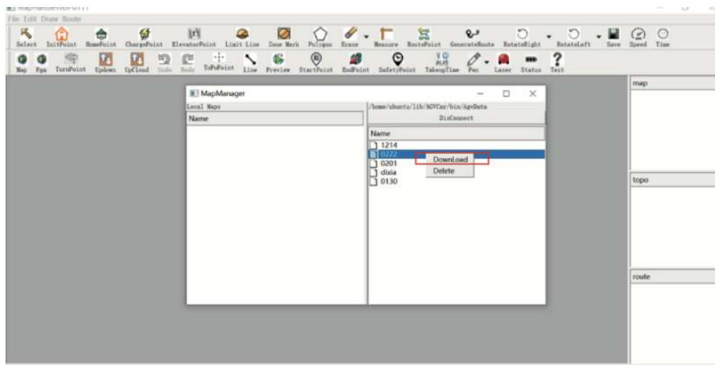 File Edit Draw Route
Select InitPoint HomePoint ChargePoint ElevatorPoint Limit Line Zone Mark Polygon Erase Measure RoutePoint GenerateRoute RotateRight RotateLeft Save Speed Time
Map Pgm TurnPoint Updown UpCloud Undo Redo ToPoPoint Line Preview StartPoint EndPoint SafetyPoint TakeupTime Pen Laser Status Text
MapManager
Local Maps
Name
/home/ubuntu/lib/AGVCar/bin/AgvData
DisConnect
Name
1214
0222
0201
dixia
0130
DownLoad
Delete
map
topo
route